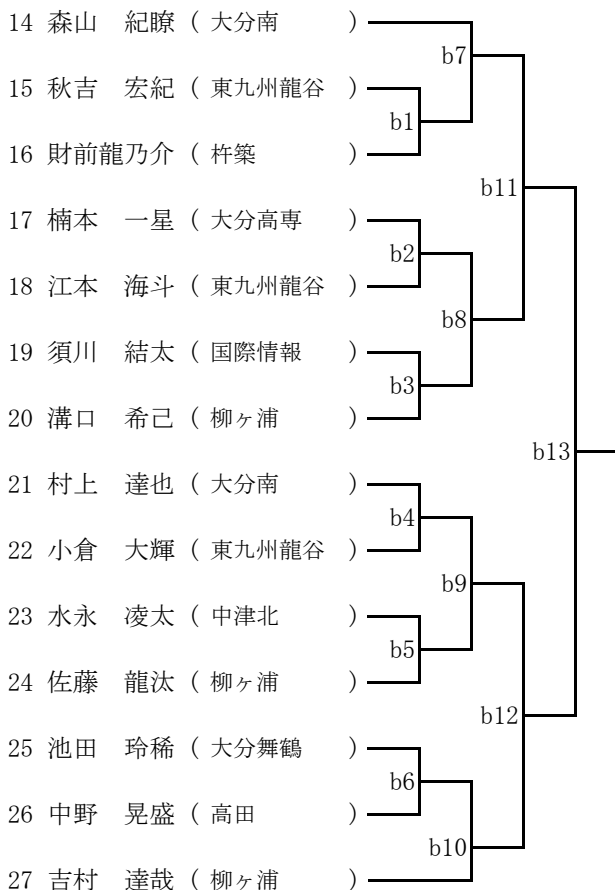 14 森山　紀瞭 ( 大分南 )
b7
15 秋吉　宏紀 ( 東九州龍谷 )
b1
16 財前龍乃介 ( 杵築 )
b11
17 楠本　一星 ( 大分高専 )
b2
18 江本　海斗 ( 東九州龍谷 )
b8
19 須川　結太 ( 国際情報 )
b3
20 溝口　希己 ( 柳ヶ浦 )
b13
21 村上　達也 ( 大分南 )
b4
22 小倉　大輝 ( 東九州龍谷 )
b9
23 水永　凌太 ( 中津北 )
b5
24 佐藤　龍汰 ( 柳ヶ浦 )
b12
25 池田　玲稀 ( 大分舞鶴 )
b6
26 中野　晃盛 ( 高田 )
b10
27 吉村　達哉 ( 柳ヶ浦 )